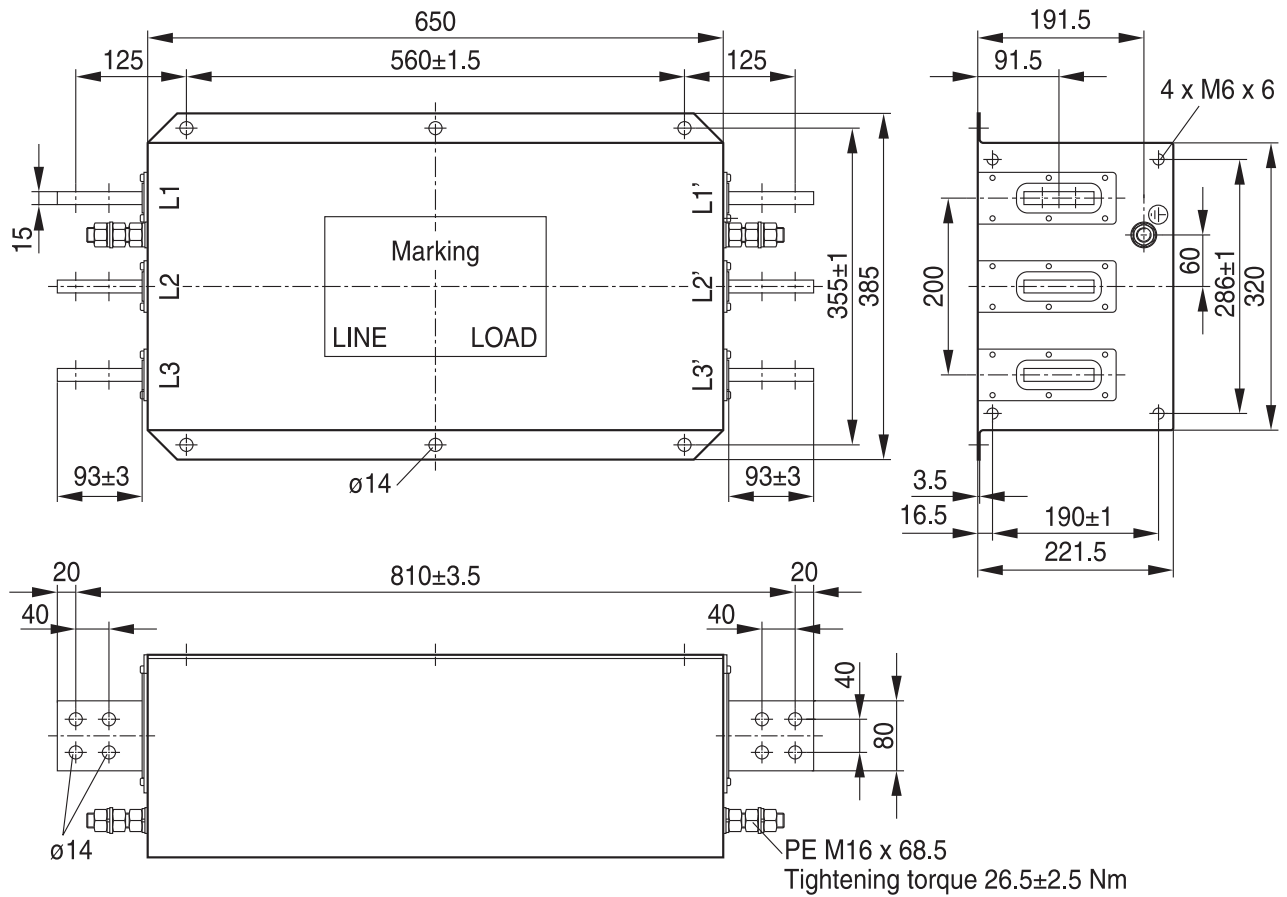 650
125
560±1.5
125
191.5
91.5
4 x M6 x 6
L1
L1’
15
Marking
L2
L2’
LINE
LOAD
L3
L3’
355±1
385
200
60
286±1
320
93±3
ø14
93±3
3.5
16.5
190±1
221.5
20
810±3.5
20
40
40
40
80
ø14
PE M16 x 68.5
Tightening torque 26.5±2.5 Nm